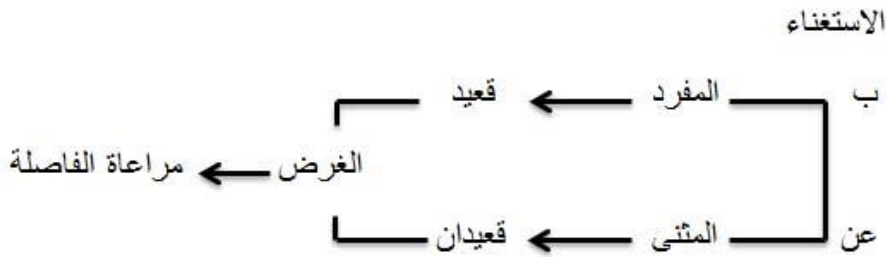 الاستغناء
ب المفرد قعيد
الغرض مراعاة الفاصلة
عن المثنى قعيدان